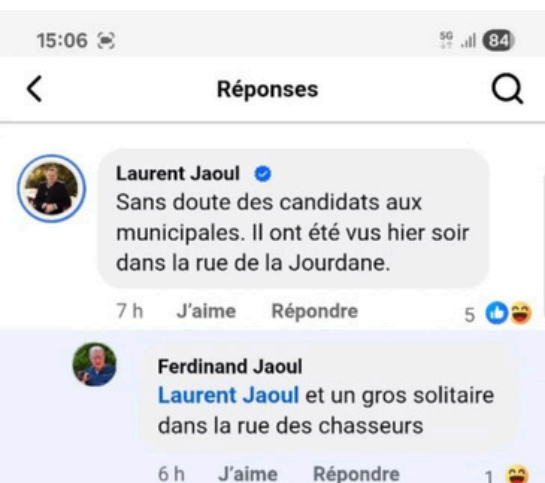 15:06 5G 84
Réponses
Laurent Jaoul
Sans doute des candidats aux
municipales. Il ont été vus hier soir
dans la rue de la Jourdane.
7 h J'aime Répondre 5
Ferdinand Jaoul
Laurent Jaoul et un gros solitaire
dans la rue des chasseurs
6 h J'aime Répondre 1